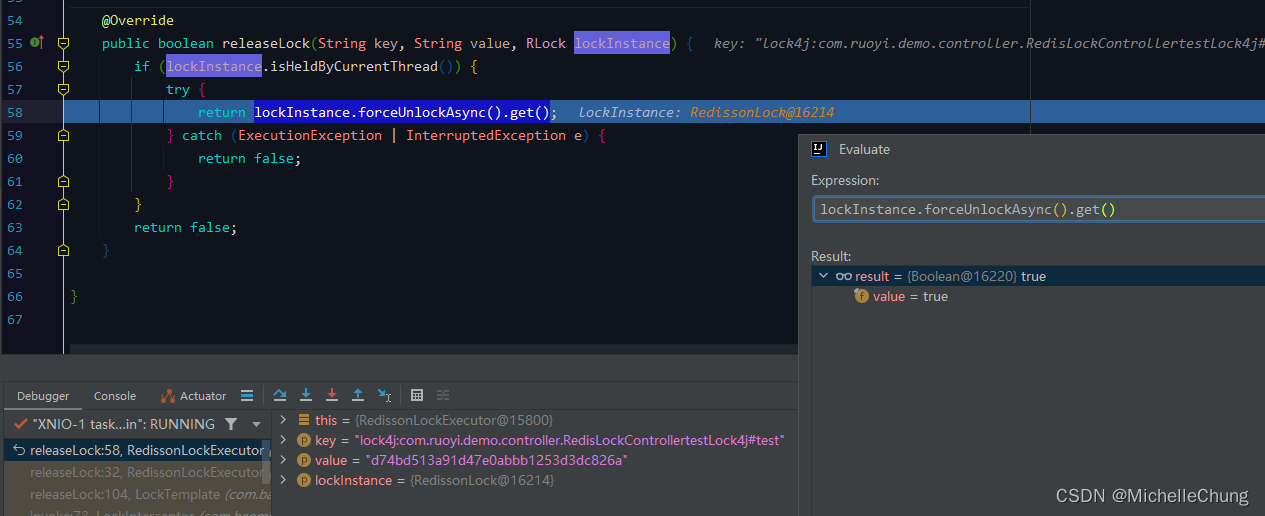 54 @Override
55 public boolean releaseLock(String key, String value, RLock lockInstance) { key: "lock4j:com.ruoyi.demo.controller.RedisLockControllertestLock4j#
56 if (lockInstance.isHeldByCurrentThread()) {
57 try {
58 return lockInstance.forceUnlockAsync().get(); lockInstance: RedissonLock@16214
59 } catch (ExecutionException | InterruptedException e) {
60 return false;
61 }
62 }
63 return false;
64 }
65
66 }
67
Evaluate
Expression:
lockInstance.forceUnlockAsync().get()
Result:
result = {Boolean@16220} true
value = true
Debugger Console Actuator
"XNIO-1 task...in": RUNNING
releaseLock:58, RedissonLockExecutor
releaseLock:32, RedissonLockExecutor
releaseLock:104, LockTemplate (com.ba
invoke:73, LockInterceptor (com.baom
this = {RedissonLockExecutor@15800}
key = "lock4j:com.ruoyi.demo.controller.RedisLockControllertestLock4j#test"
value = "d74bd513a91d47e0abbb1253d3dc826a"
lockInstance = {RedissonLock@16214}
CSDN @MichelleChung